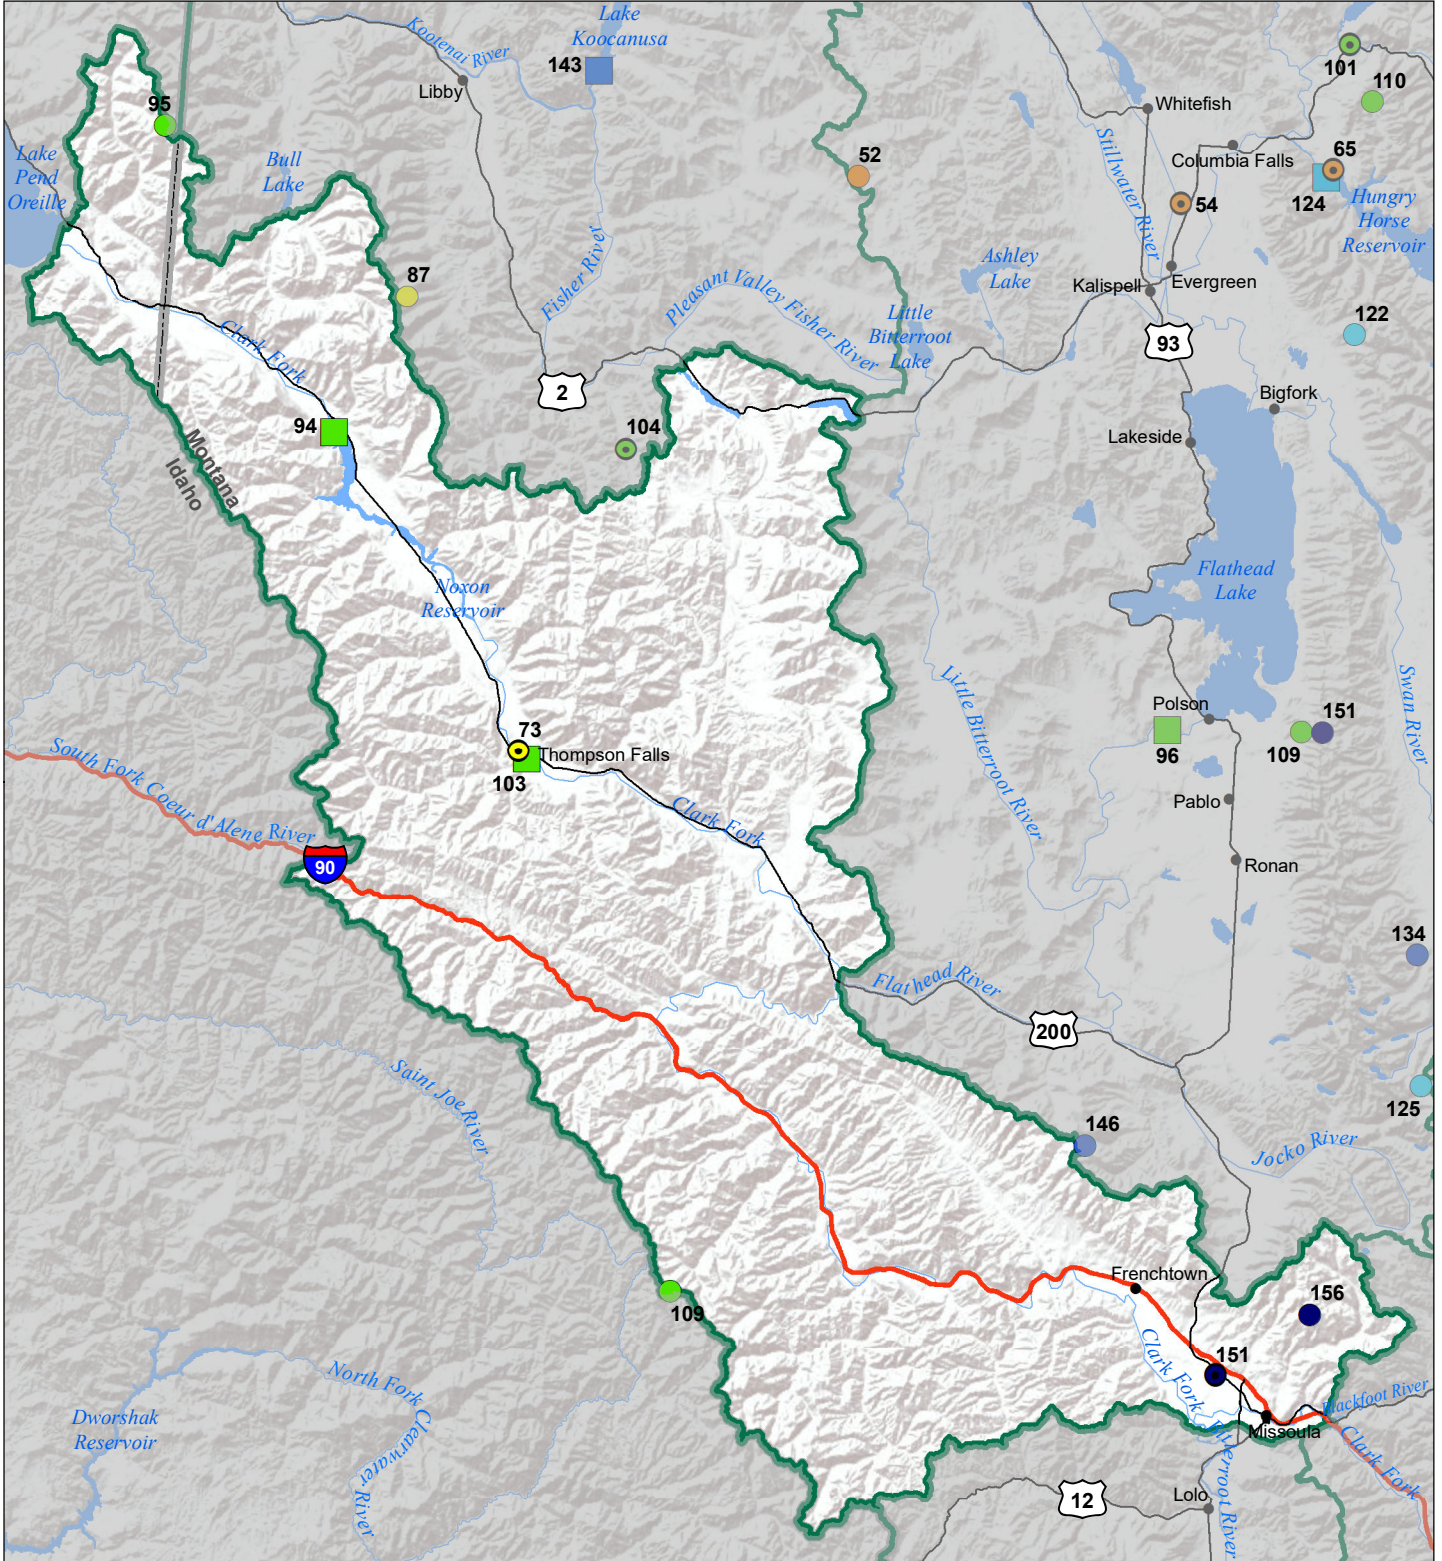 Kootenai River
Lake
Koocanusa
143
Libby
101
110
Whitefish
Stillwater River
Columbia Falls
65
124
Hungry
Horse
Reservoir
95
Lake
Pend
Oreille
Bull
Lake
52
54
87
Fisher River
Pleasant Valley Fisher River
Ashley
Lake
Kalispell
Evergreen
Little
Bitterroot
Lake
122
93
Clark Fork
2
Bigfork
94
104
Lakeside
Montana
Idaho
Noxon
Reservoir
Flathead
Lake
Little Bitterroot River
Swan River
73
Thompson Falls
103
Polson
96
151
109
South Fork Coeur d'Alene River
Clark Fork
Pablo
90
Ronan
134
Flathead River
200
Saint Joe River
125
146
Jocko River
109
Frenchtown
156
151
Clark Fork
North Fork Clearwater River
Dworshak
Reservoir
Blackfoot River
Missoula
Bitterroot River
Clark Fork
12
Lolo